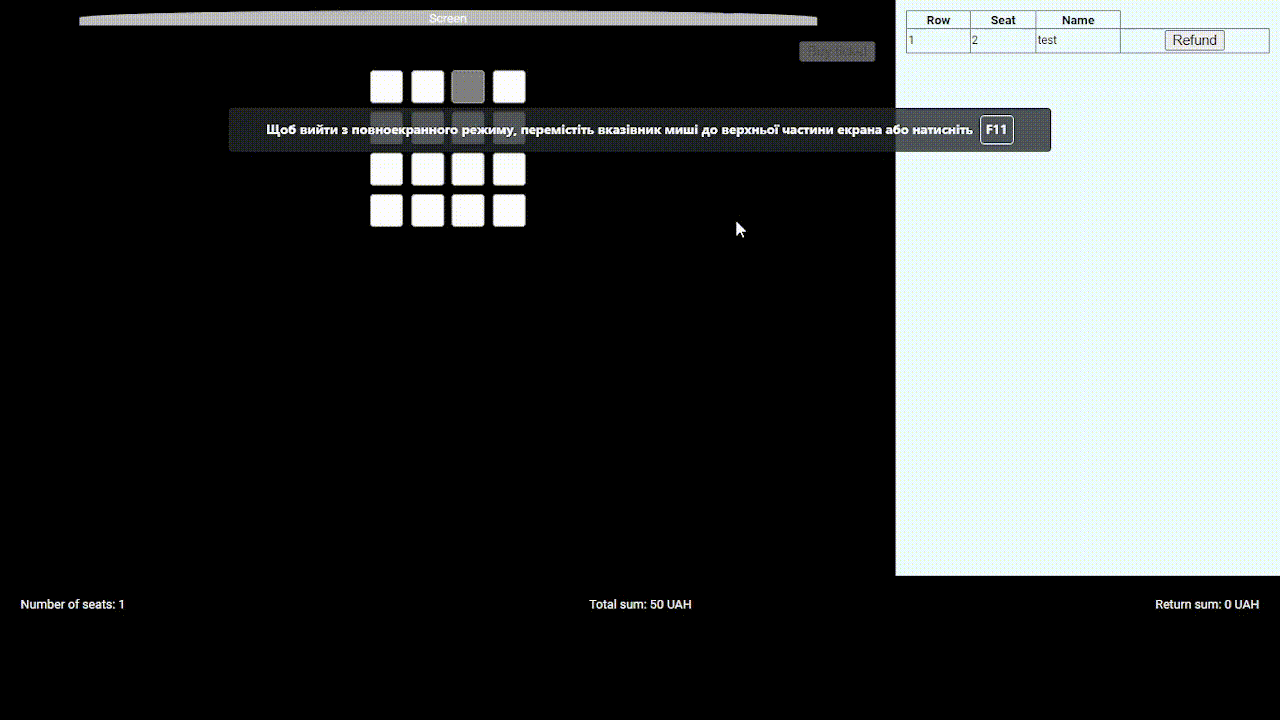 Screen
Row Seat Name
1 2 test Refund
Щоб вийти з повноекранного режиму, перемістіть вказівник миші до верхньої частини екрана або натисніть F11
Number of seats: 1 Total sum: 50 UAH Return sum: 0 UAH